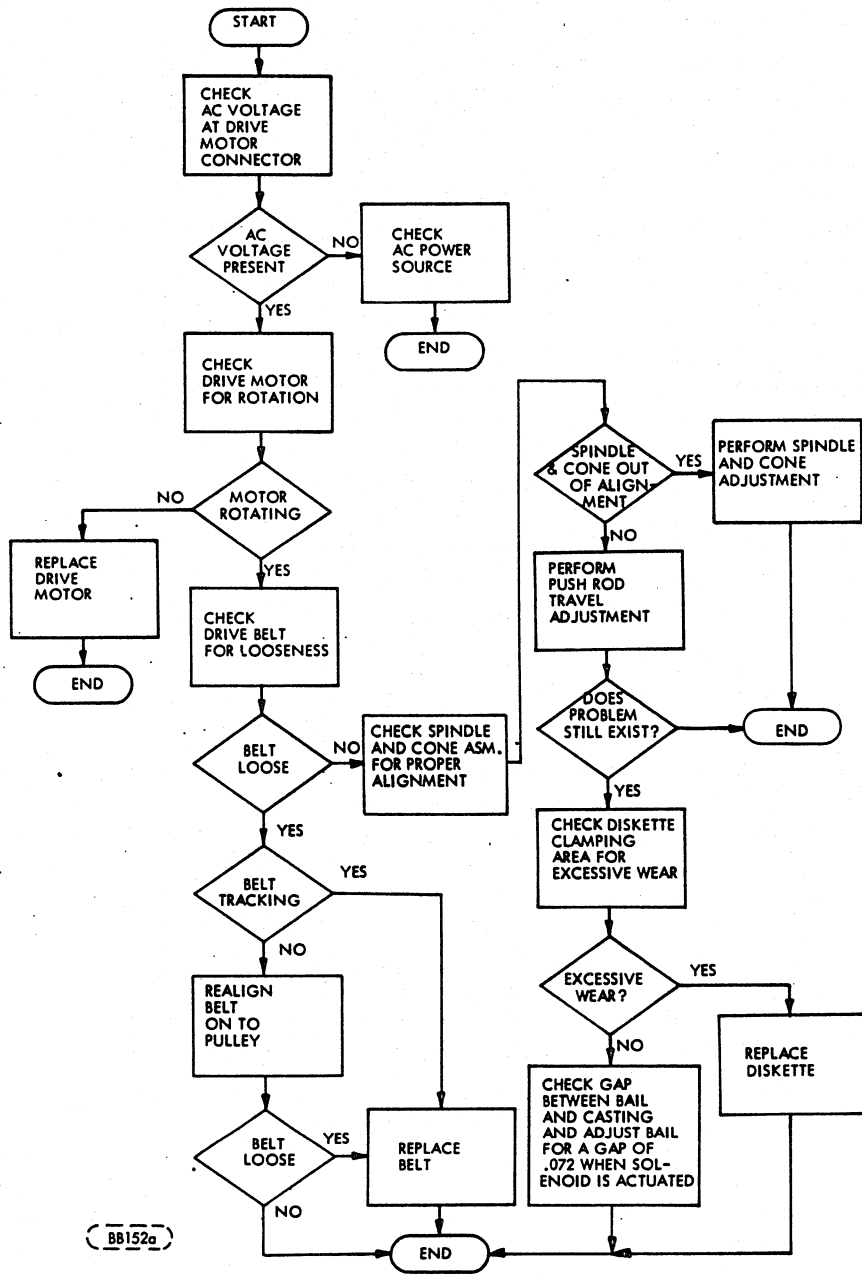 START
CHECK
AC VOLTAGE
AT DRIVE
MOTOR
CONNECTOR
AC
VOLTAGE
PRESENT
NO
CHECK
AC POWER
SOURCE
END
YES
CHECK
DRIVE MOTOR
FOR ROTATION
MOTOR
ROTATING
NO
REPLACE
DRIVE
MOTOR
END
YES
CHECK
DRIVE BELT
FOR LOOSENESS
BELT
LOOSE
NO
CHECK SPINDLE
AND CONE ASM.
FOR PROPER
ALIGNMENT
YES
BELT
TRACKING
YES
NO
REALIGN
BELT
ON TO
PULLEY
BELT
LOOSE
YES
REPLACE
BELT
NO
END
SPINDLE
& CONE OUT
OF ALIGN-
MENT
YES
PERFORM SPINDLE
AND CONE
ADJUSTMENT
NO
PERFORM
PUSH ROD
TRAVEL
ADJUSTMENT
DOES
PROBLEM
STILL EXIST?
END
YES
CHECK DISKETTE
CLAMPING
AREA FOR
EXCESSIVE WEAR
EXCESSIVE
WEAR?
YES
REPLACE
DISKETTE
NO
CHECK GAP
BETWEEN BAIL
AND CASTING
AND ADJUST BAIL
FOR A GAP OF
.072 WHEN SOL-
ENOID IS ACTUATED
BB152a